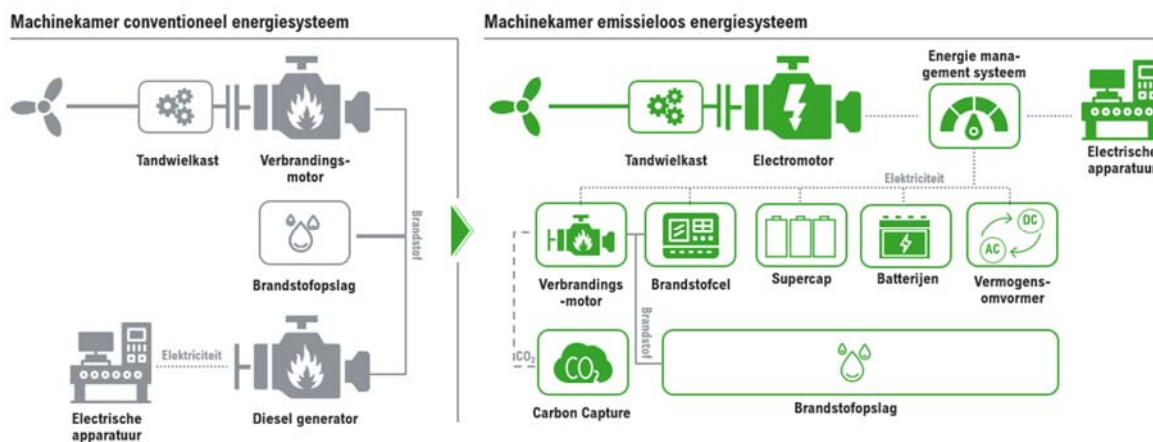 Machinekamer conventioneel energiesysteem
Tandwielkast
Verbrandings-
motor
Brandstof
Brandstofopslag
Elektriciteit
Electrische
apparatuur
Diesel generator
Machinekamer emissieloos energiesysteem
Energie mana-
gement systeem
Tandwielkast
Electromotor
Electrische
apparatuur
Elektriciteit
DC
AC
Verbrandings
-motor
Brandstofcel
Supercap
Batterijen
Vermogens-
omvormer
Brandstof
CO₂
CO₂
Carbon Capture
Brandstofopslag